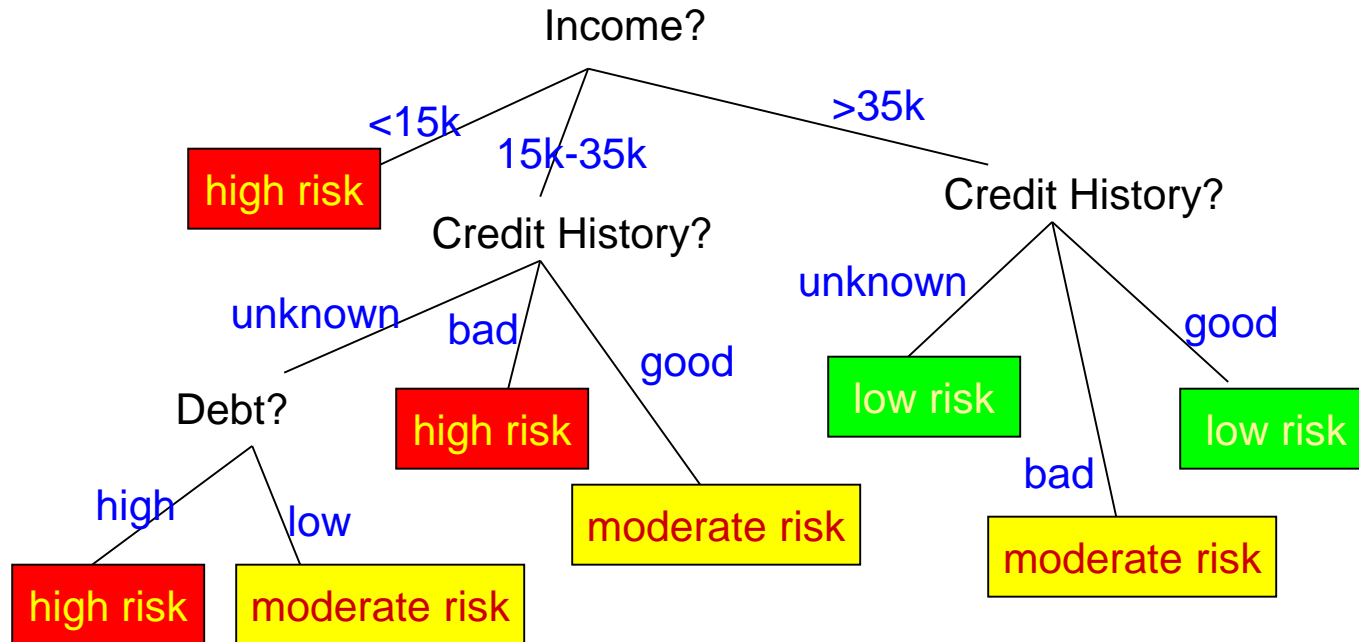 Income?
<15k
15k-35k
>35k
high risk
Credit History?
Credit History?
unknown
bad
good
unknown
bad
good
Debt?
high risk
moderate risk
low risk
moderate risk
low risk
high
low
high risk
moderate risk